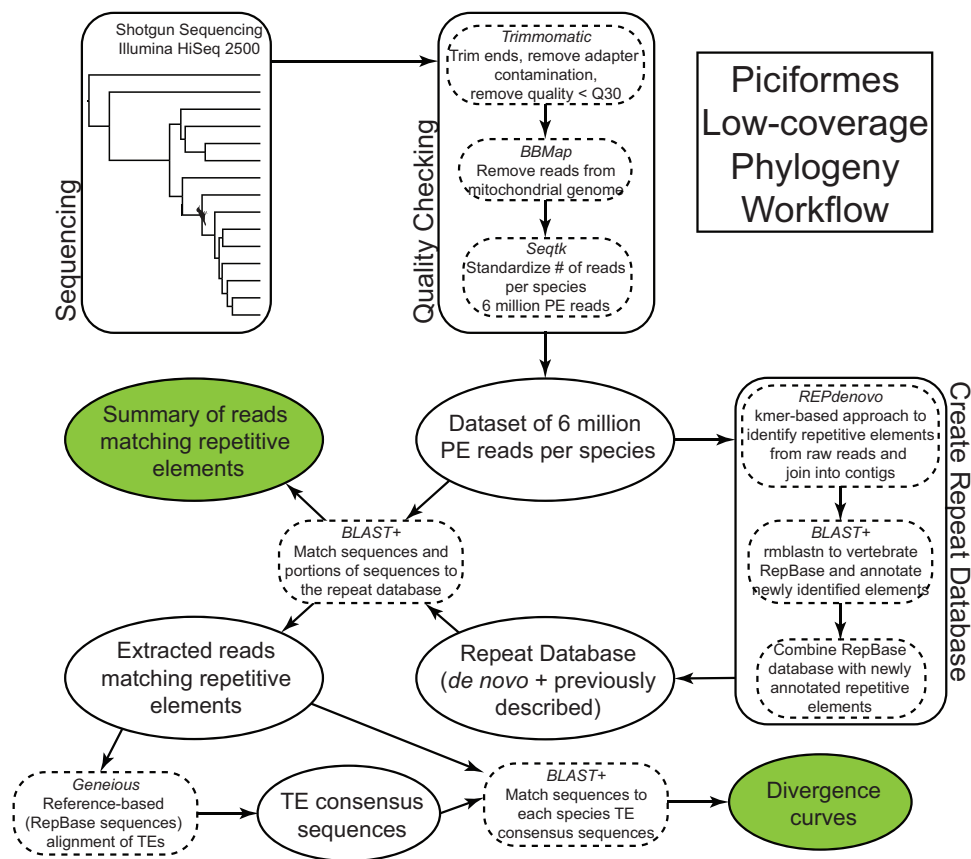 Shotgun Sequencing
Illumina HiSeq 2500
Sequencing
Trimmomatic
Trim ends, remove adapter
contamination,
remove quality < Q30
BBMap
Remove reads from
mitochondrial genome
Seqtk
Standardize # of reads
per species
6 million PE reads
Quality Checking
Piciformes
Low-coverage
Phylogeny
Workflow
Summary of reads
matching repetitive
elements
Dataset of 6 million
PE reads per species
REPdenovo
kmer-based approach to
identify repetitive elements
from raw reads and
join into contigs
BLAST+
rmblastn to vertebrate
RepBase and annotate
newly identified elements
Combine RepBase
database with newly
annotated repetitive
elements
Create Repeat Database
BLAST+
Match sequences and
portions of sequences to
the repeat database
Extracted reads
matching repetitive
elements
Repeat Database
(de novo + previously
described)
Geneious
Reference-based
(RepBase sequences)
alignment of TEs
TE consensus
sequences
BLAST+
Match sequences to
each species TE
consensus sequences
Divergence
curves